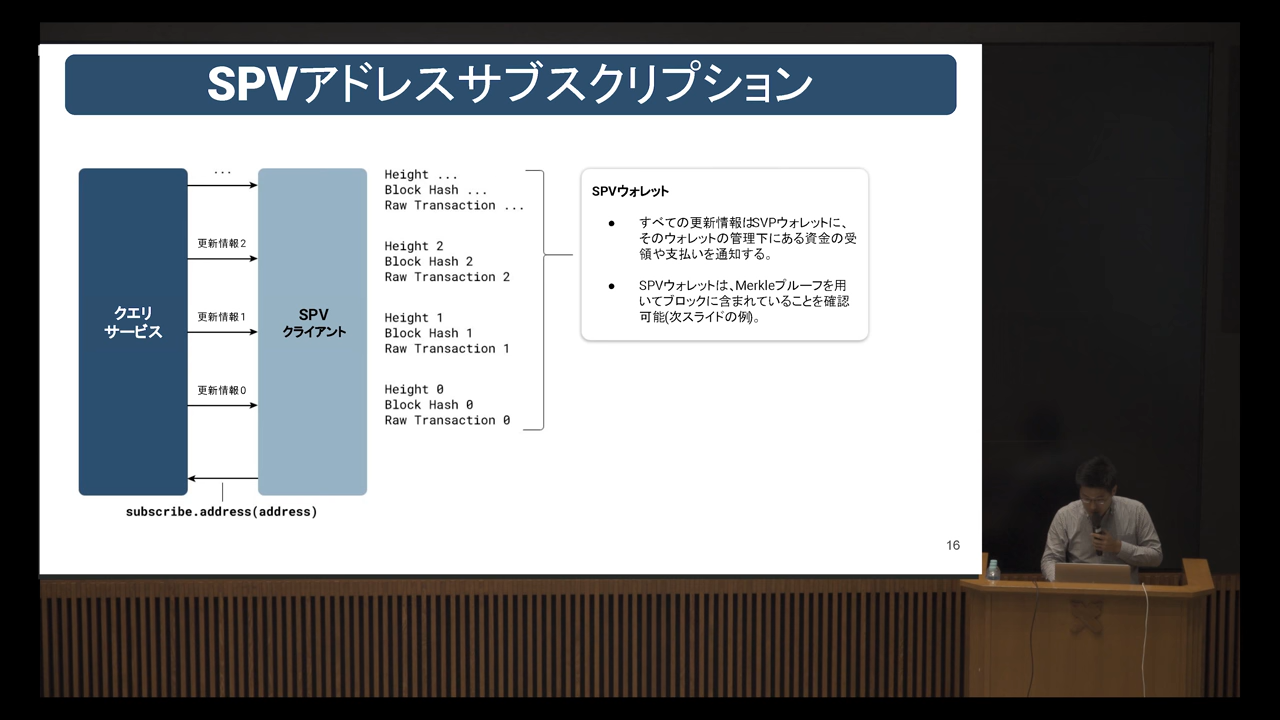 SPVアドレスサブスクリプション
...
更新情報2
更新情報1
更新情報0
クエリ
サービス
SPV
クライアント
subscribe.address(address)
Height ...
Block Hash ...
Raw Transaction ...
Height 2
Block Hash 2
Raw Transaction 2
Height 1
Block Hash 1
Raw Transaction 1
Height 0
Block Hash 0
Raw Transaction 0
SPVウォレット
● すべての更新情報はSVPウォレットに、
そのウォレットの管理下にある資金の受
領や支払いを通知する。
● SPVウォレットは、Merkleプルーフを用
いてブロックに含まれていることを確認
可能(次スライドの例)。
16